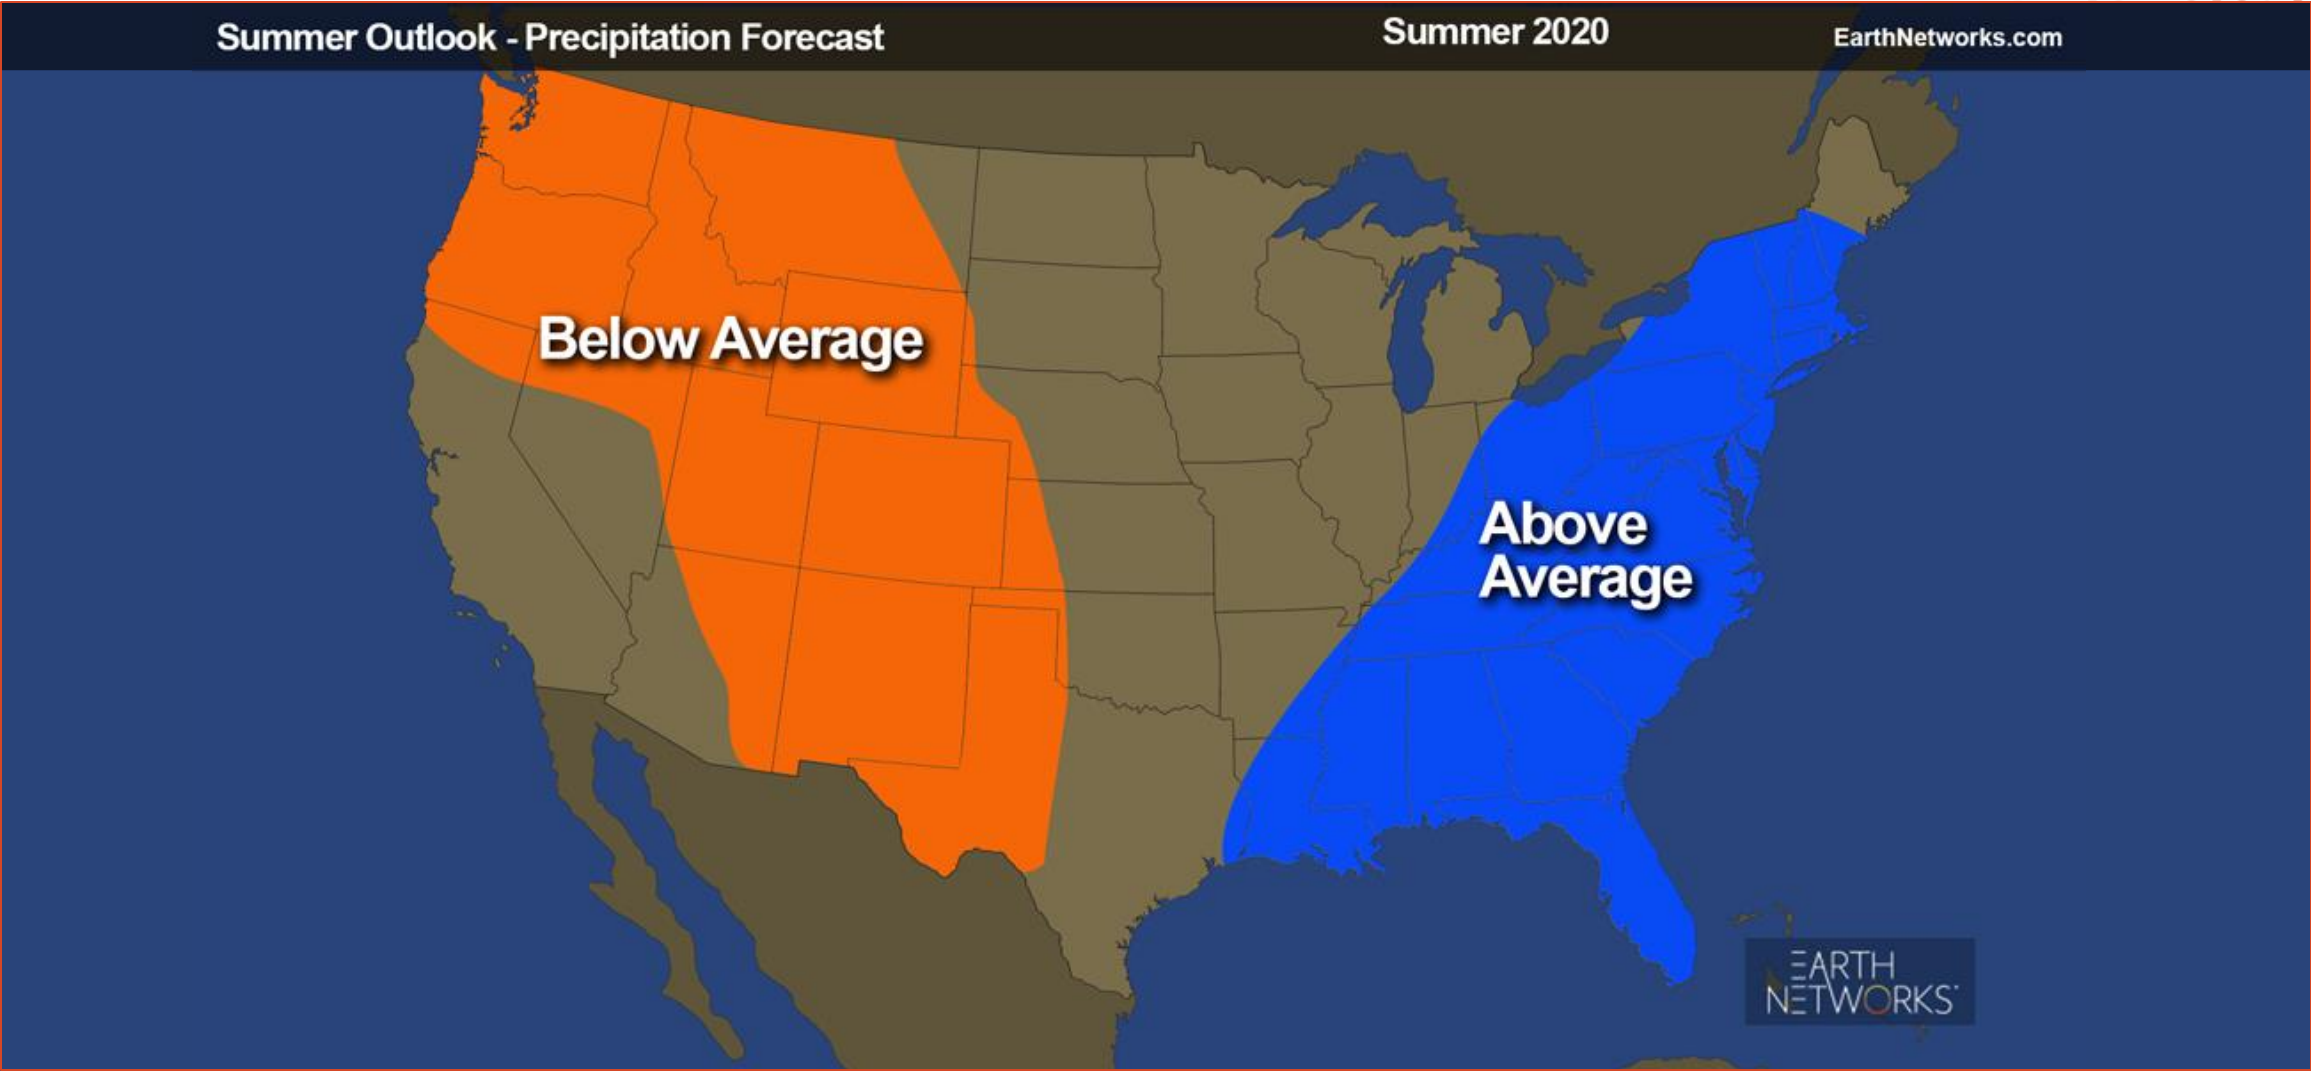 Summer Outlook - Precipitation Forecast
Summer 2020
EarthNetworks.com
Below Average
Above
Average
EARTH
NETWORKS